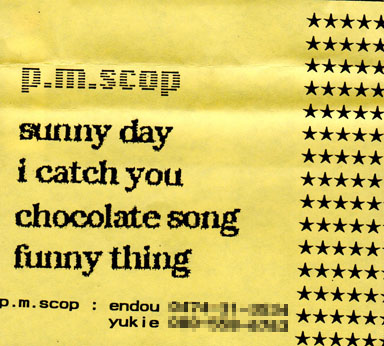 p.m.scop
sunny day
i catch you
chocolate song
funny thing
p.m.scop : endou
yukie